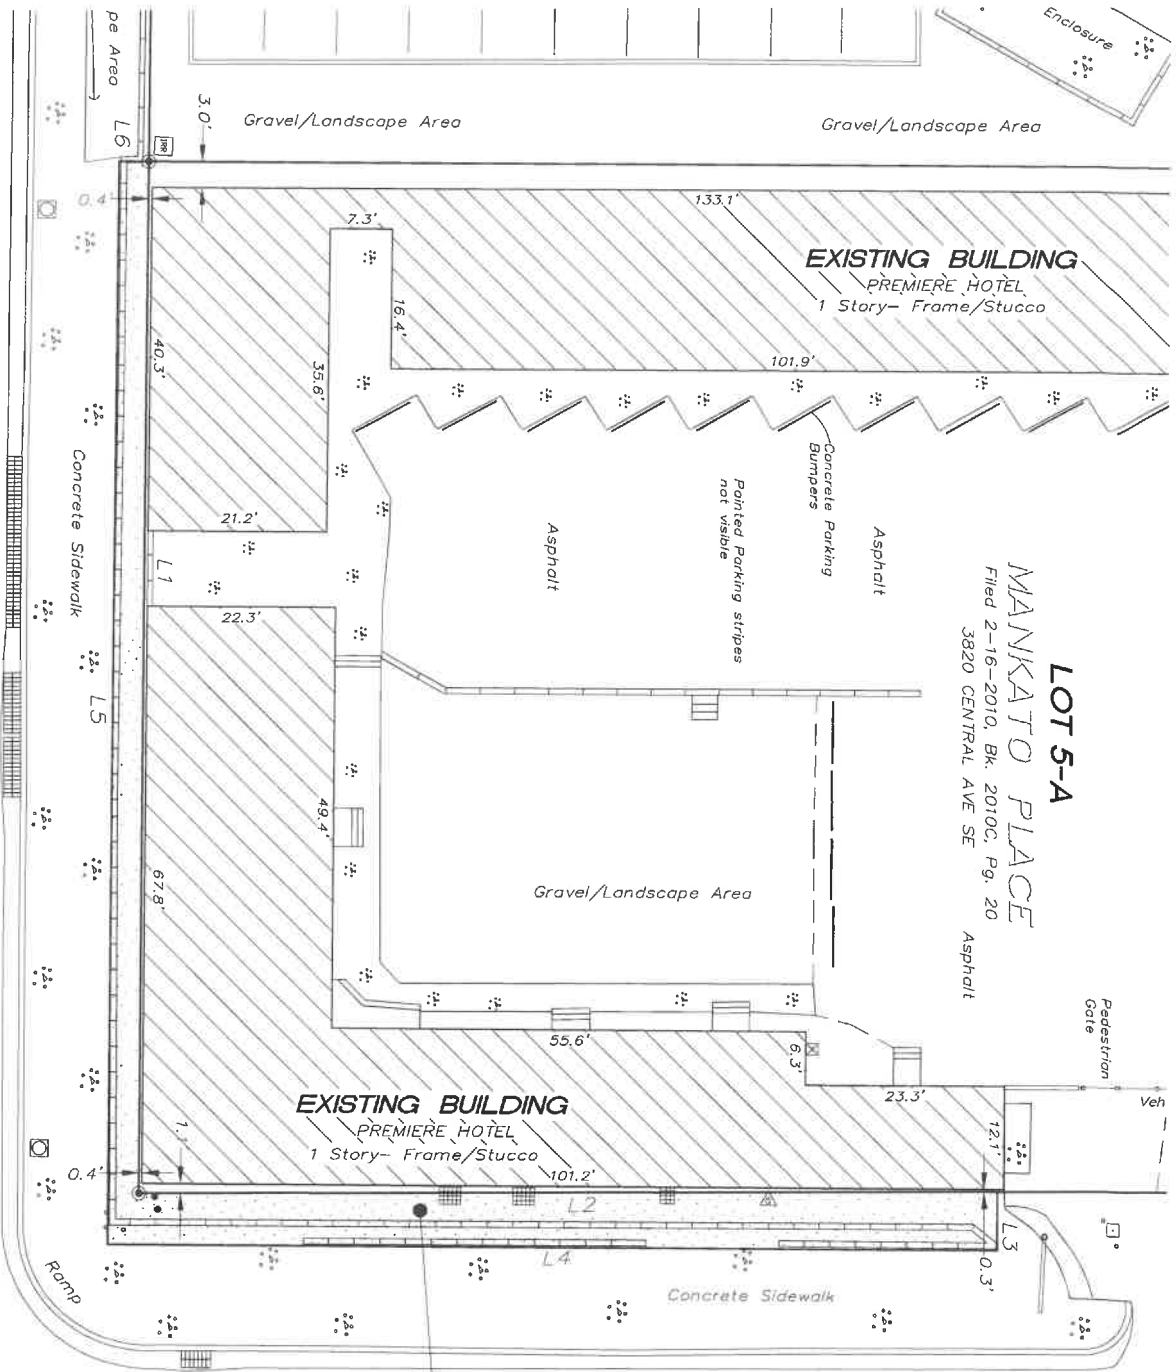 Enclosure
pe Area
Gravel/Landscape Area
Gravel/Landscape Area
3.0'
L6
IRR
0.4'
7.3'
133.1'
EXISTING BUILDING
PREMIERE HOTEL
1 Story- Frame/Stucco
16.4'
40.3'
35.6'
101.9'
Concrete Parking
Bumpers
Painted Parking stripes
not visible
Asphalt
Asphalt
Concrete Sidewalk
21.2'
L1
22.3'
LOT 5-A
MANKATO PLACE
Filed 2-16-2010, Bk. 2010C, Pg. 20
3820 CENTRAL AVE SE
L5
49.4'
67.8'
Gravel/Landscape Area
Asphalt
Pedestrian
Gate
Veh
55.6'
6.3'
23.3'
12.1'
EXISTING BUILDING
PREMIERE HOTEL
1 Story- Frame/Stucco
1.1'
0.4'
101.2'
L2
L3
0.3'
L4
Concrete Sidewalk
Ramp